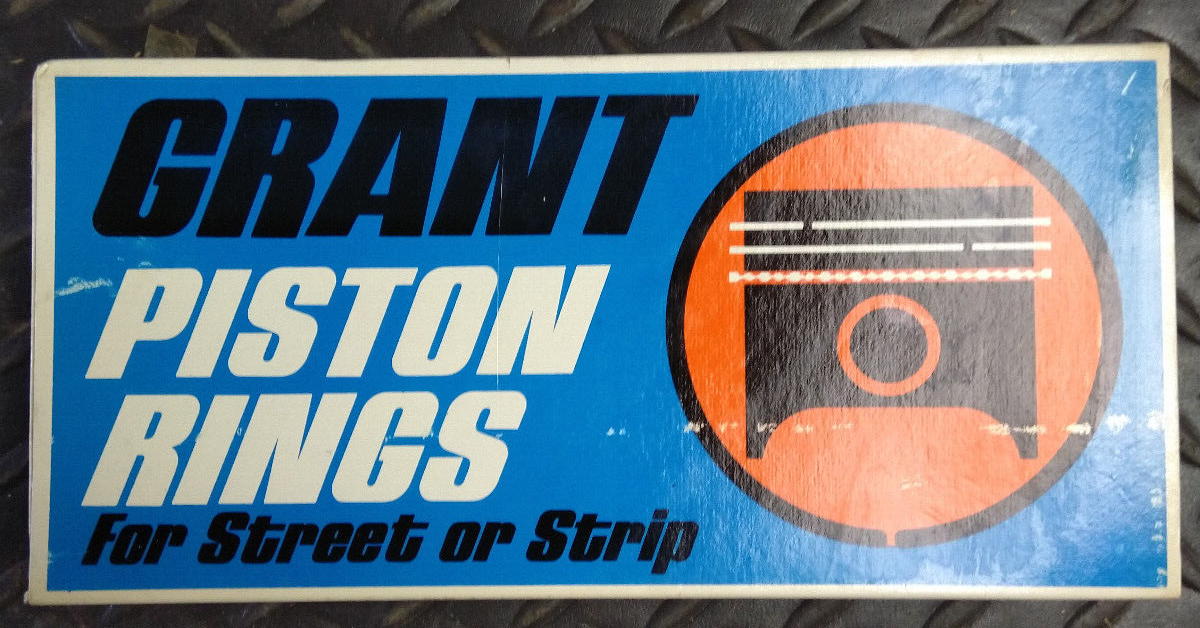 GRANT
PISTON
RINGS
For Street or Strip